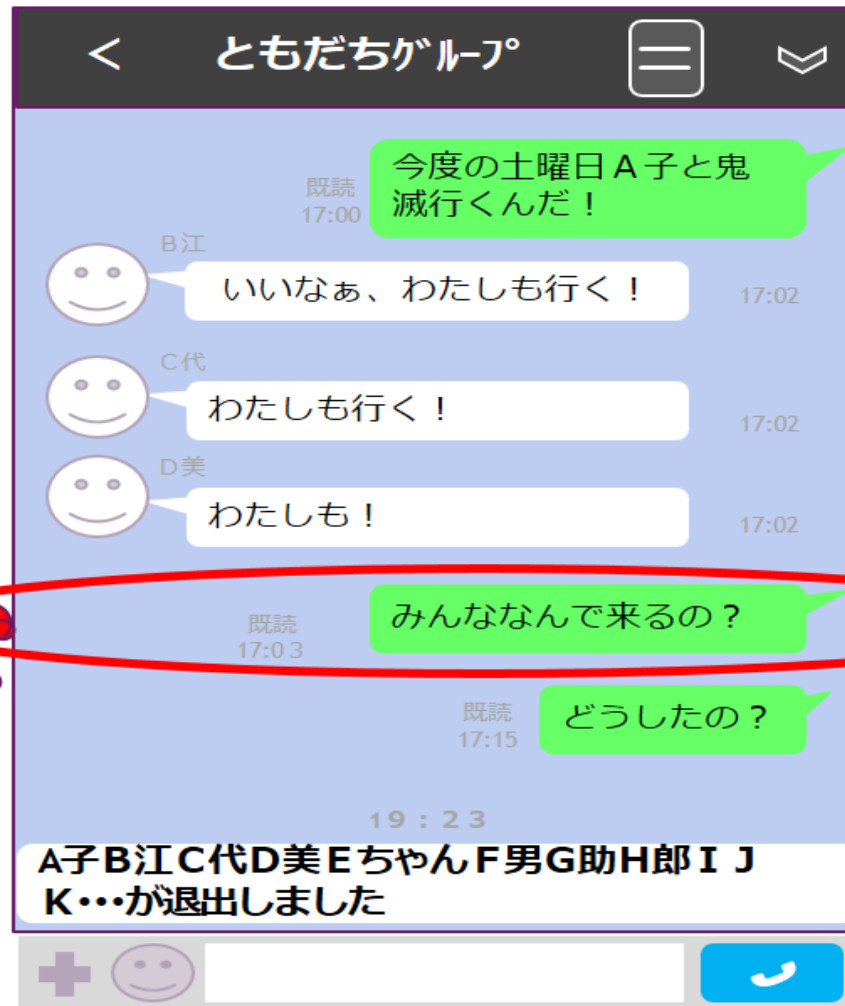 < ともだちｸﾞﾙｰﾌﾟ
今度の土曜日Ａ子と鬼
滅行くんだ！
既読
17:00
Ｂ江
いいなぁ、わたしも行く！
17:02
Ｃ代
わたしも行く！
17:02
Ｄ美
わたしも！
17:02
みんななんで来るの？
既読
17:0３
どうしたの？
既読
17:15
１９：２３
A子B江Ｃ代D美ＥちゃんＦ男G助H郎ＩＪ
Ｋ・・・が退出しました